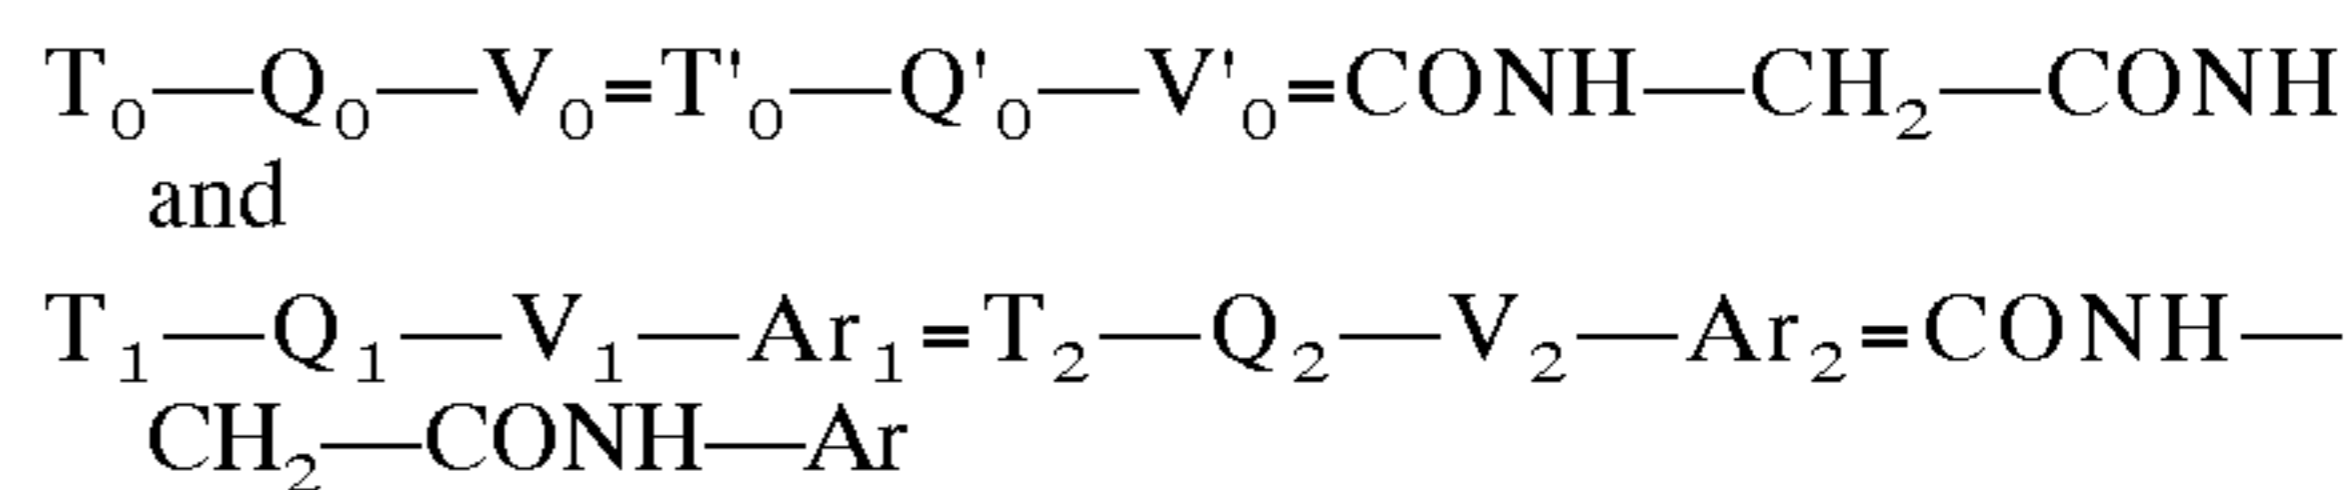 T₀—Q₀—V₀=T'₀—Q'₀—V'₀=CONH—CH₂—CONH
and
T₁—Q₁—V₁—Ar₁=T₂—Q₂—V₂—Ar₂=CONH—
CH₂—CONH—Ar